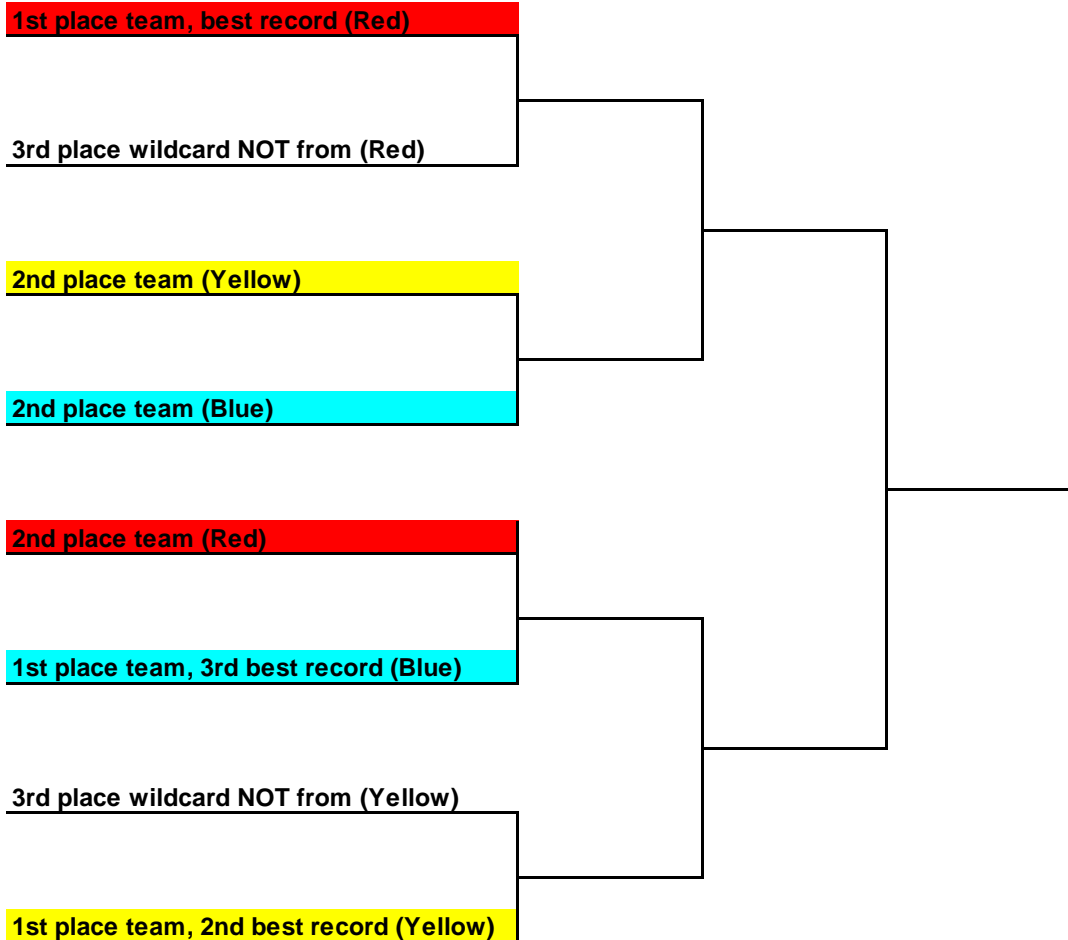 1st place team, best record (Red)
3rd place wildcard NOT from (Red)
2nd place team (Yellow)
2nd place team (Blue)
2nd place team (Red)
1st place team, 3rd best record (Blue)
3rd place wildcard NOT from (Yellow)
1st place team, 2nd best record (Yellow)